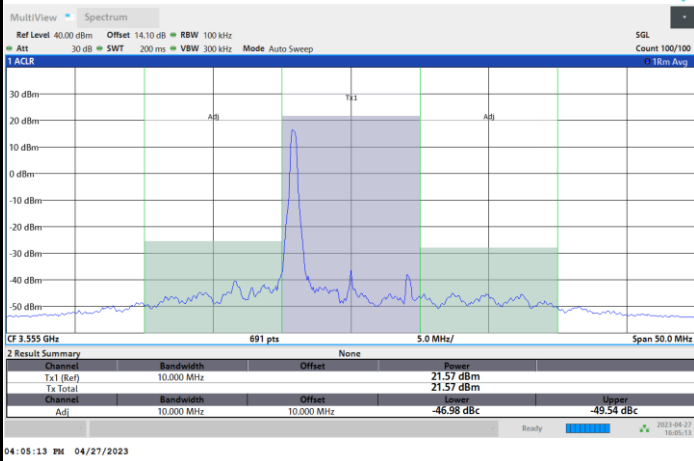 MultiView Spectrum
Ref Level 40.00 dBm Offset 14.10 dB RBW 100 kHz SGL
Att 30 dB SWT 200 ms VBW 300 kHz Mode Auto Sweep Count 100/100
1 ACLR 1Rm Avg
30 dBm
Tx1
20 dBm
Adj Adj
10 dBm
0 dBm
-10 dBm
-20 dBm
-30 dBm
-40 dBm
-50 dBm
CF 3.555 GHz 691 pts 5.0 MHz/ Span 50.0 MHz
2 Result Summary None
Channel Bandwidth Offset Power
Tx1 (Ref) 10.000 MHz 21.57 dBm
Tx Total 21.57 dBm
Channel Bandwidth Offset Lower Upper
Adj 10.000 MHz 10.000 MHz -46.98 dBc -49.54 dBc
Ready 2023-04-27
16:05:13
04:05:13 PM 04/27/2023